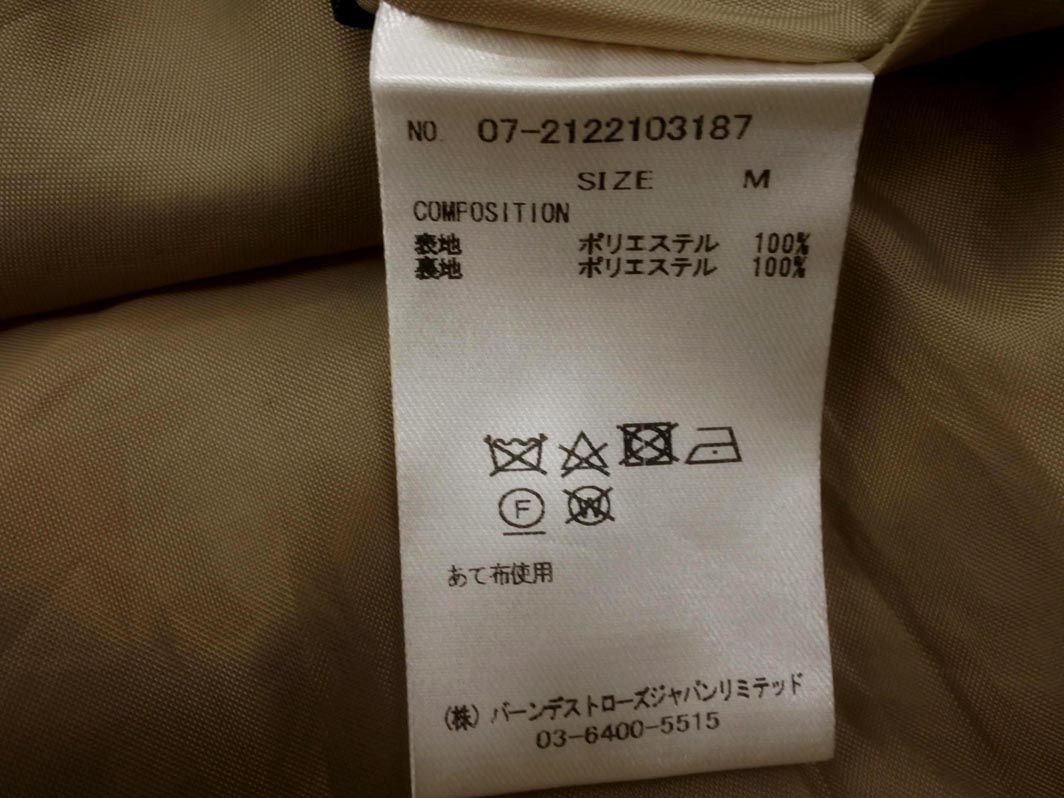 NO. 07-2122103187
SIZE M
COMPOSITION
表地 ポリエステル 100%
裏地 ポリエステル 100%
F W
あて布使用
(株) バーンデストローズジャパンリミテッド
03-6400-5515